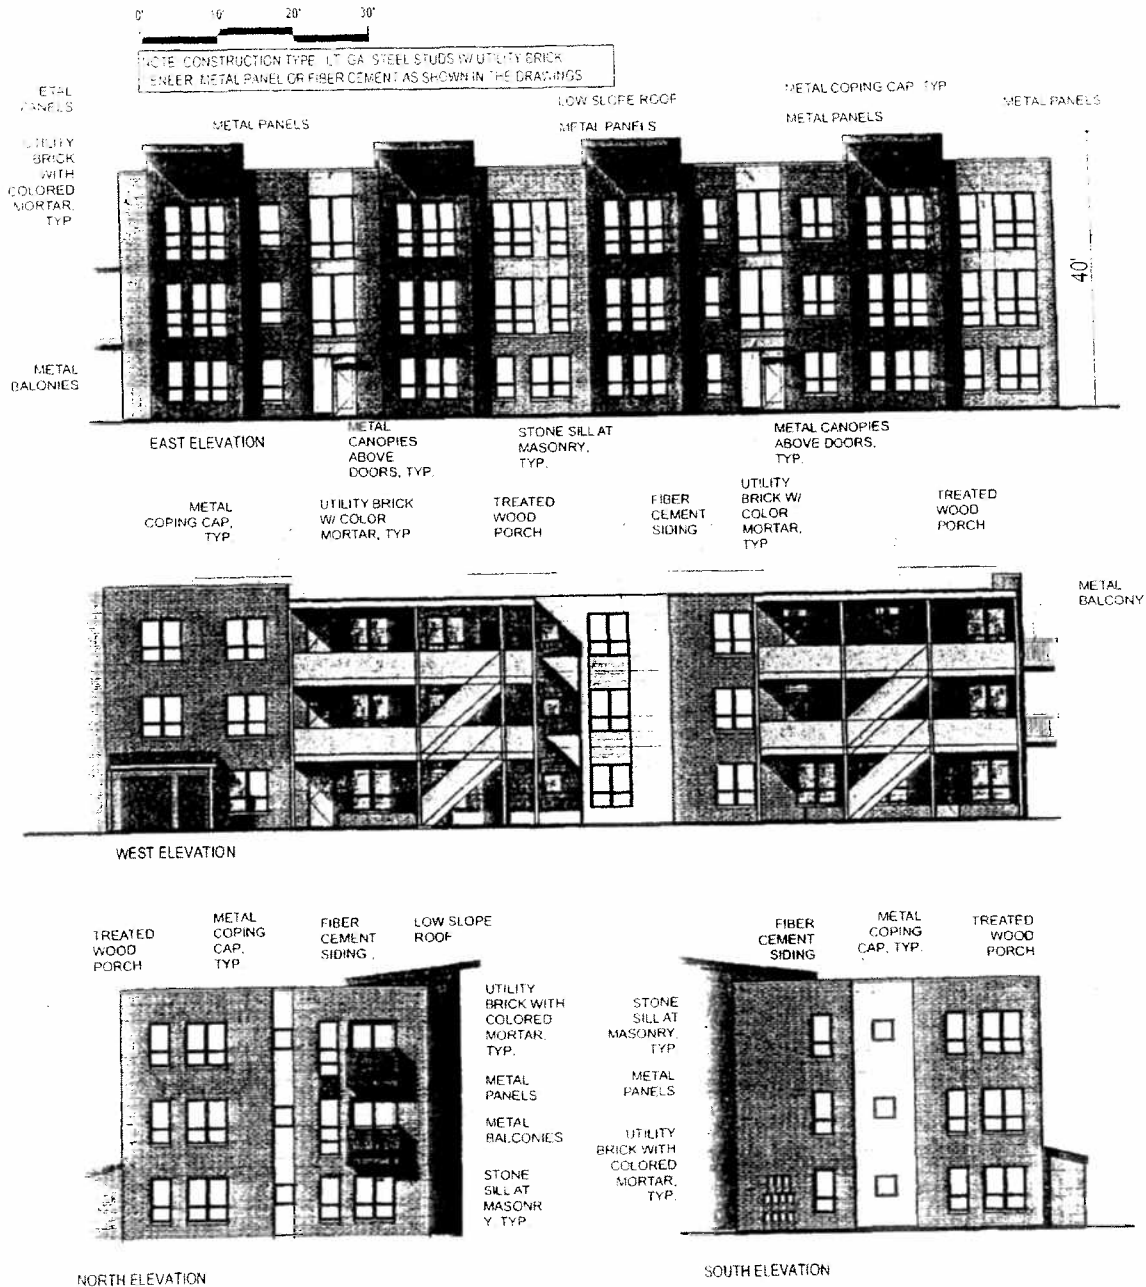 0' 10' 20' 30'
NOTE: CONSTRUCTION TYPE: LT. GA. STEEL STUDS W/ UTILITY BRICK
VENEER, METAL PANEL OR FIBER CEMENT AS SHOWN IN THE DRAWINGS
ETAL
PANELS
UTILITY
BRICK
WITH
COLORED
MORTAR,
TYP
METAL
BALONIES
METAL PANELS
LOW SLOPE ROOF
METAL PANELS
METAL COPING CAP, TYP
METAL PANELS
METAL PANELS
40'
EAST ELEVATION
METAL
CANOPIES
ABOVE
DOORS, TYP.
STONE SILL AT
MASONRY,
TYP.
METAL CANOPIES
ABOVE DOORS,
TYP.
METAL
COPING CAP,
TYP
UTILITY BRICK
W/ COLOR
MORTAR, TYP
TREATED
WOOD
PORCH
FIBER
CEMENT
SIDING
UTILITY
BRICK W/
COLOR
MORTAR,
TYP
TREATED
WOOD
PORCH
METAL
BALCONY
WEST ELEVATION
TREATED
WOOD
PORCH
METAL
COPING
CAP,
TYP
FIBER
CEMENT
SIDING
LOW SLOPE
ROOF
UTILITY
BRICK WITH
COLORED
MORTAR,
TYP.
METAL
PANELS
METAL
BALCONIES
STONE
SILL AT
MASONR
Y, TYP
NORTH ELEVATION
FIBER
CEMENT
SIDING
METAL
COPING
CAP, TYP.
TREATED
WOOD
PORCH
STONE
SILL AT
MASONRY,
TYP
METAL
PANELS
UTILITY
BRICK WITH
COLORED
MORTAR,
TYP.
SOUTH ELEVATION